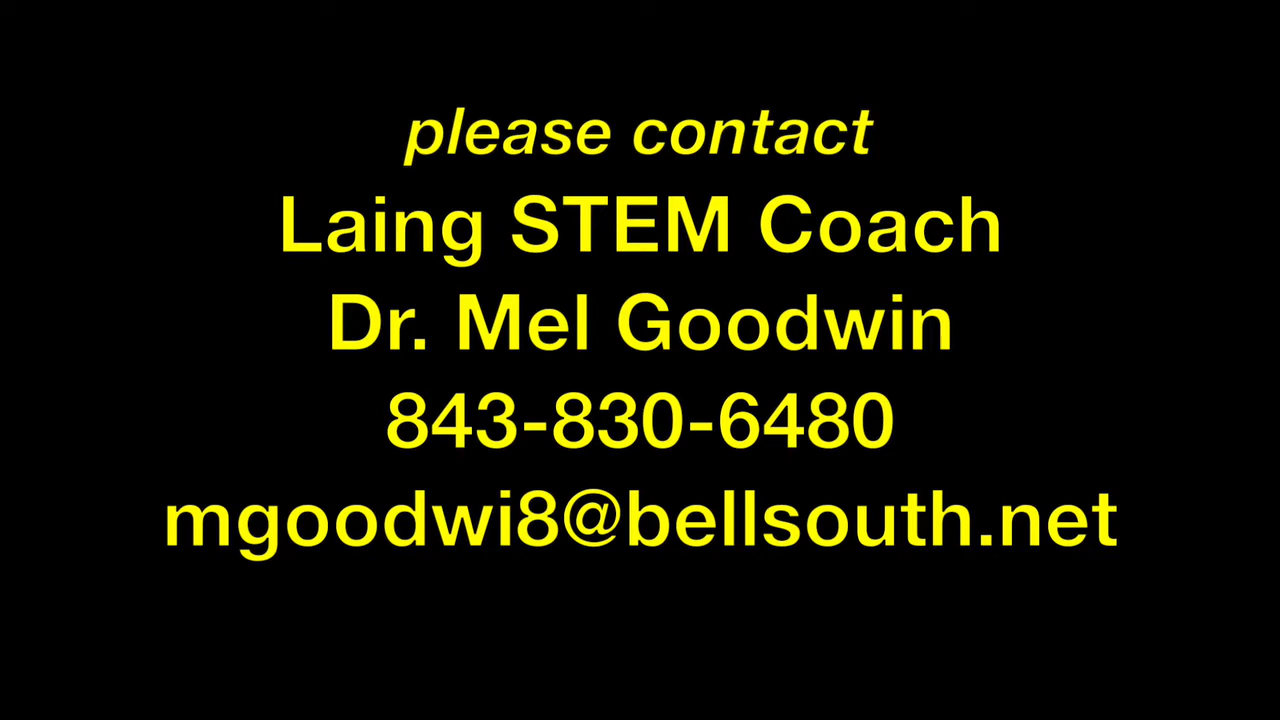 please contact
Laing STEM Coach
Dr. Mel Goodwin
843-830-6480
mgoodwi8@bellsouth.net